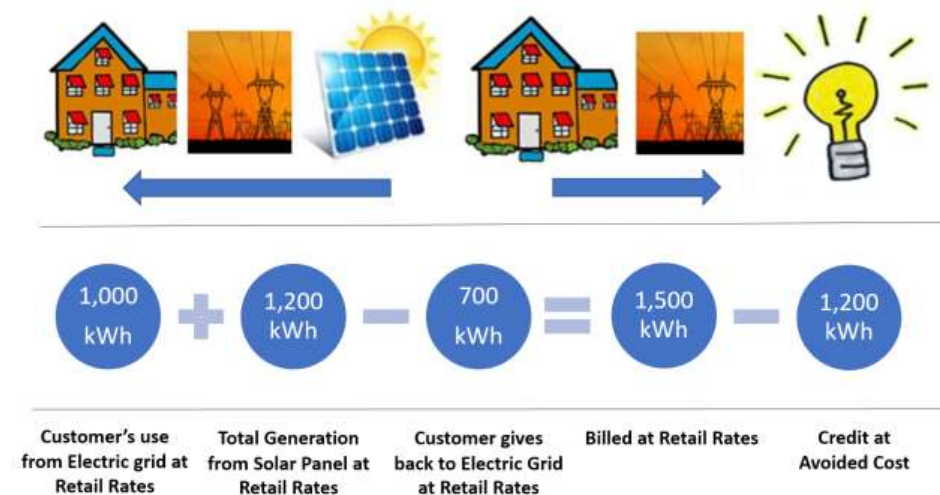 1,000
kWh
+
1,200
kWh
−
700
kWh
=
1,500
kWh
−
1,200
kWh
Customer's use
from Electric grid at
Retail Rates
Total Generation
from Solar Panel at
Retail Rates
Customer gives
back to Electric Grid
at Retail Rates
Billed at Retail Rates
Credit at
Avoided Cost